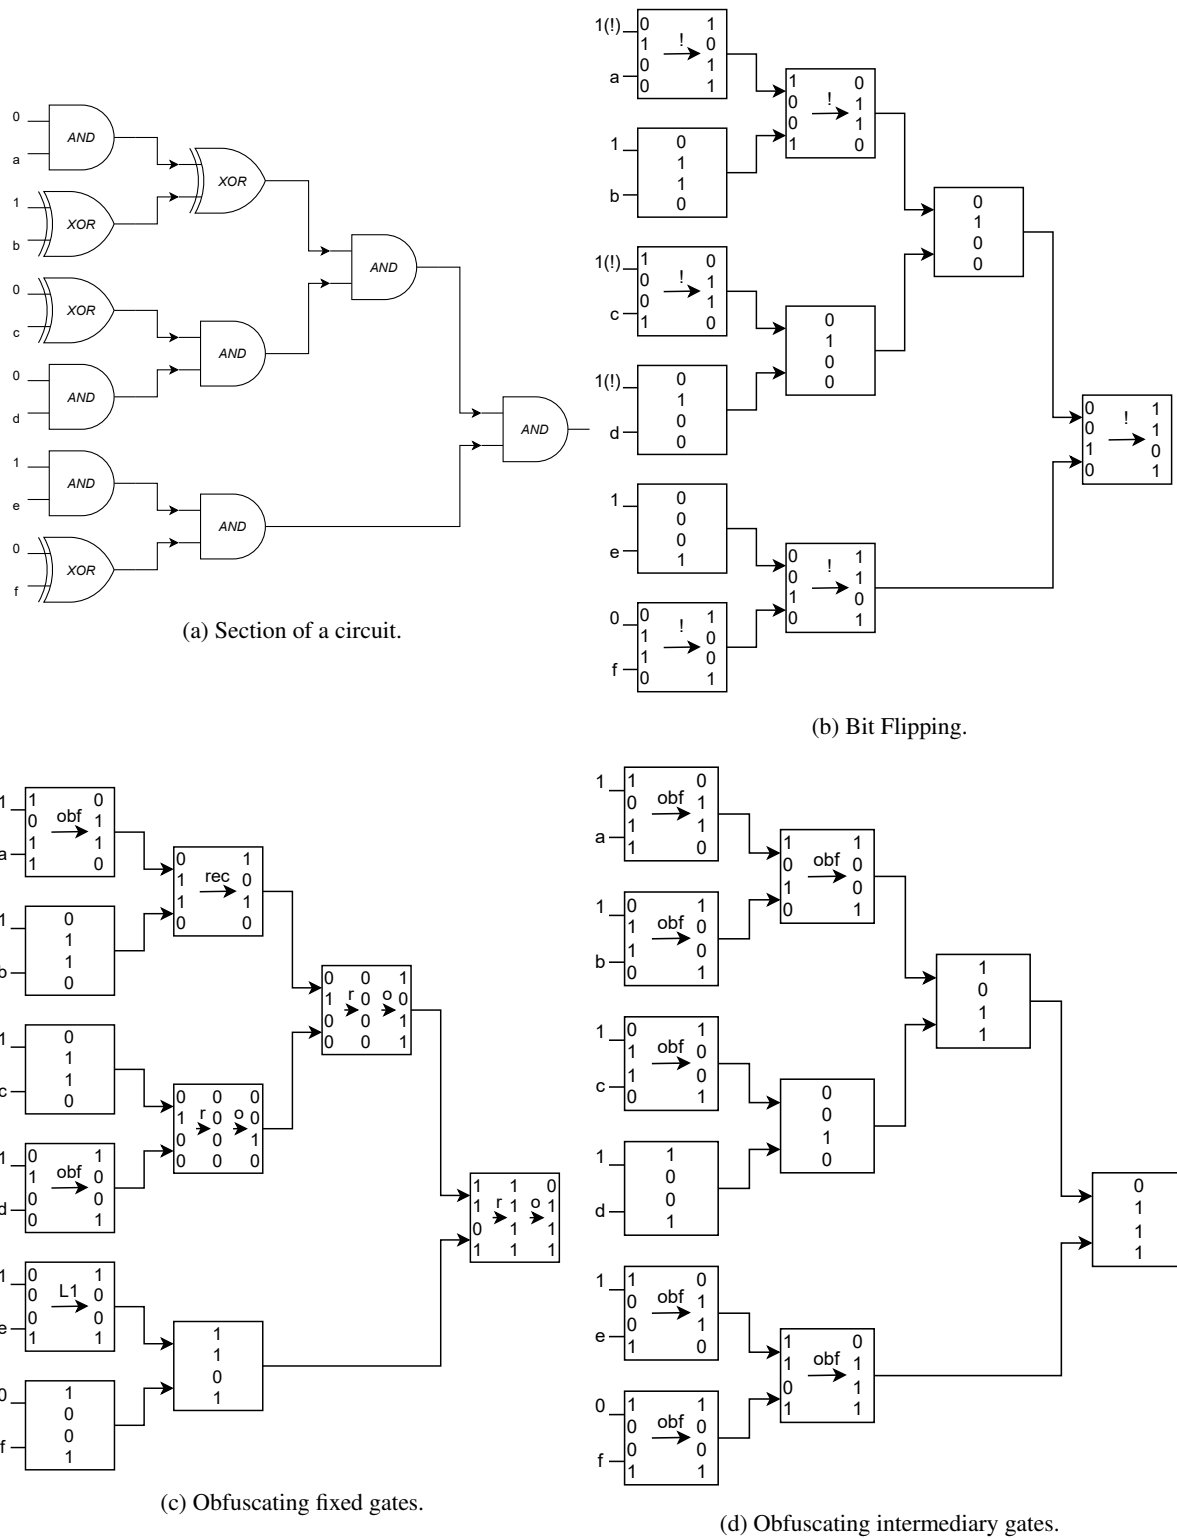 0
AND
a
XOR
1
XOR
b
AND
0
XOR
c
AND
0
AND
d
AND
1
AND
e
AND
0
XOR
f
(a) Section of a circuit.
1(!) 0 1
1 ! 0
0 1
a 0 1
1 0
0 ! 1
0 1
1 0
1 0
1
1
b 0
0
1
0
0
1(!) 1 0
0 ! 1
0 1
c 1 0
0
1
0
0
1(!) 0
1
0
d 0
0 1
0 ! 1
1 0
0 1
1 0
0
0
e 1
0 1
0 ! 1
1 0
0 1
0 0 1
1 ! 0
1 0
f 0 1
(b) Bit Flipping.
1 1 0
0 obf 1
1 1
a 1 0
0 1
1 rec 0
1 1
0 0
1 0
1
1
b 0
0 0 1
1 r 0 o 0
0 0 1
0 0 1
1 0
1
1
c 0
0 0 0
1 r 0 o 0
0 0 1
0 0 0
1 0 1
1 obf 0
0 0
d 0 1
1 1 0
1 r 1 o 1
0 1 1
1 1 1
1 0 1
0 L1 0
0 0
e 1 1
1
1
0
1
0 1
0
0
f 1
(c) Obfuscating fixed gates.
1 1 0
0 obf 1
1 1
a 1 0
1 1
0 obf 0
1 0
0 1
1 0 1
1 obf 0
1 0
b 0 1
1
0
1
1
1 0 1
1 obf 0
1 0
c 0 1
0
0
1
0
1 1
0
0
d 1
0
1
1
1
1 1 0
0 obf 1
0 1
e 1 0
1 0
1 obf 1
0 1
1 1
0 1 1
0 obf 0
0 0
f 1 1
(d) Obfuscating intermediary gates.